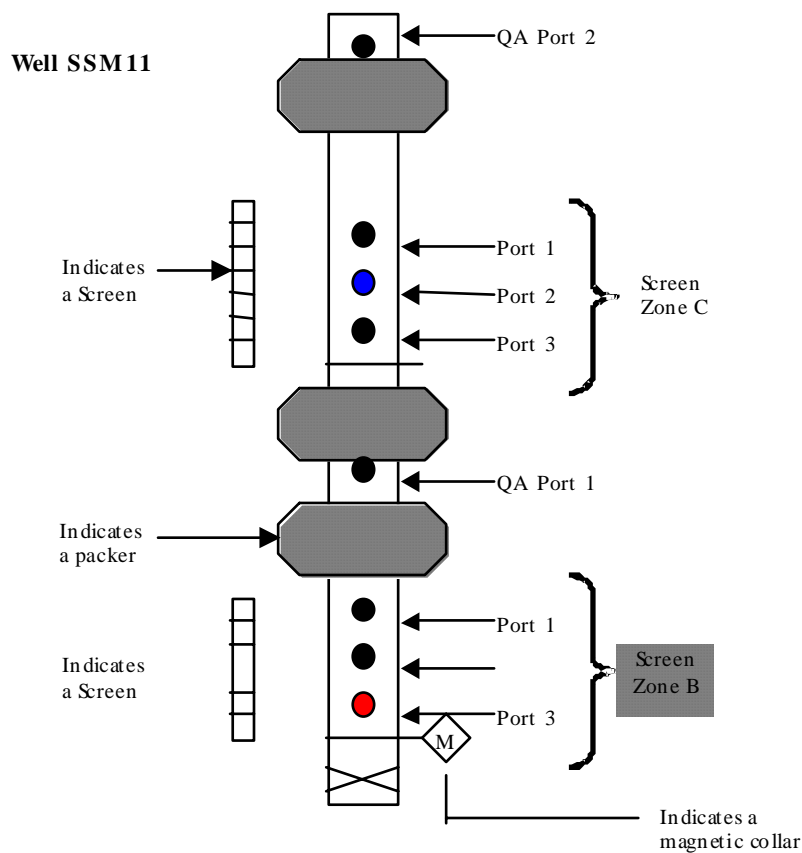 QA Port 2
Well SSM11
Port 1
Indicates
a Screen
Port 2
Screen
Zone C
Port 3
QA Port 1
Indicates
a packer
Port 1
Indicates
a Screen
Screen
Zone B
Port 3
M
Indicates a
magnetic collar